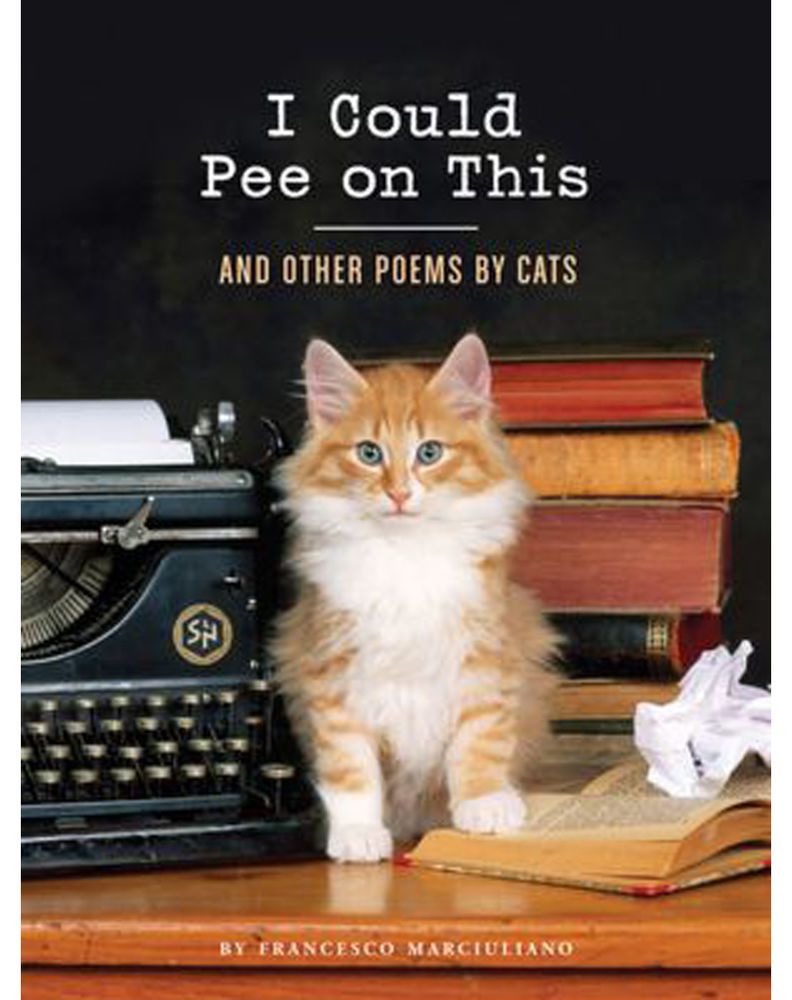 I Could
Pee on This
AND OTHER POEMS BY CATS
BY FRANCESCO MARCIULIANO